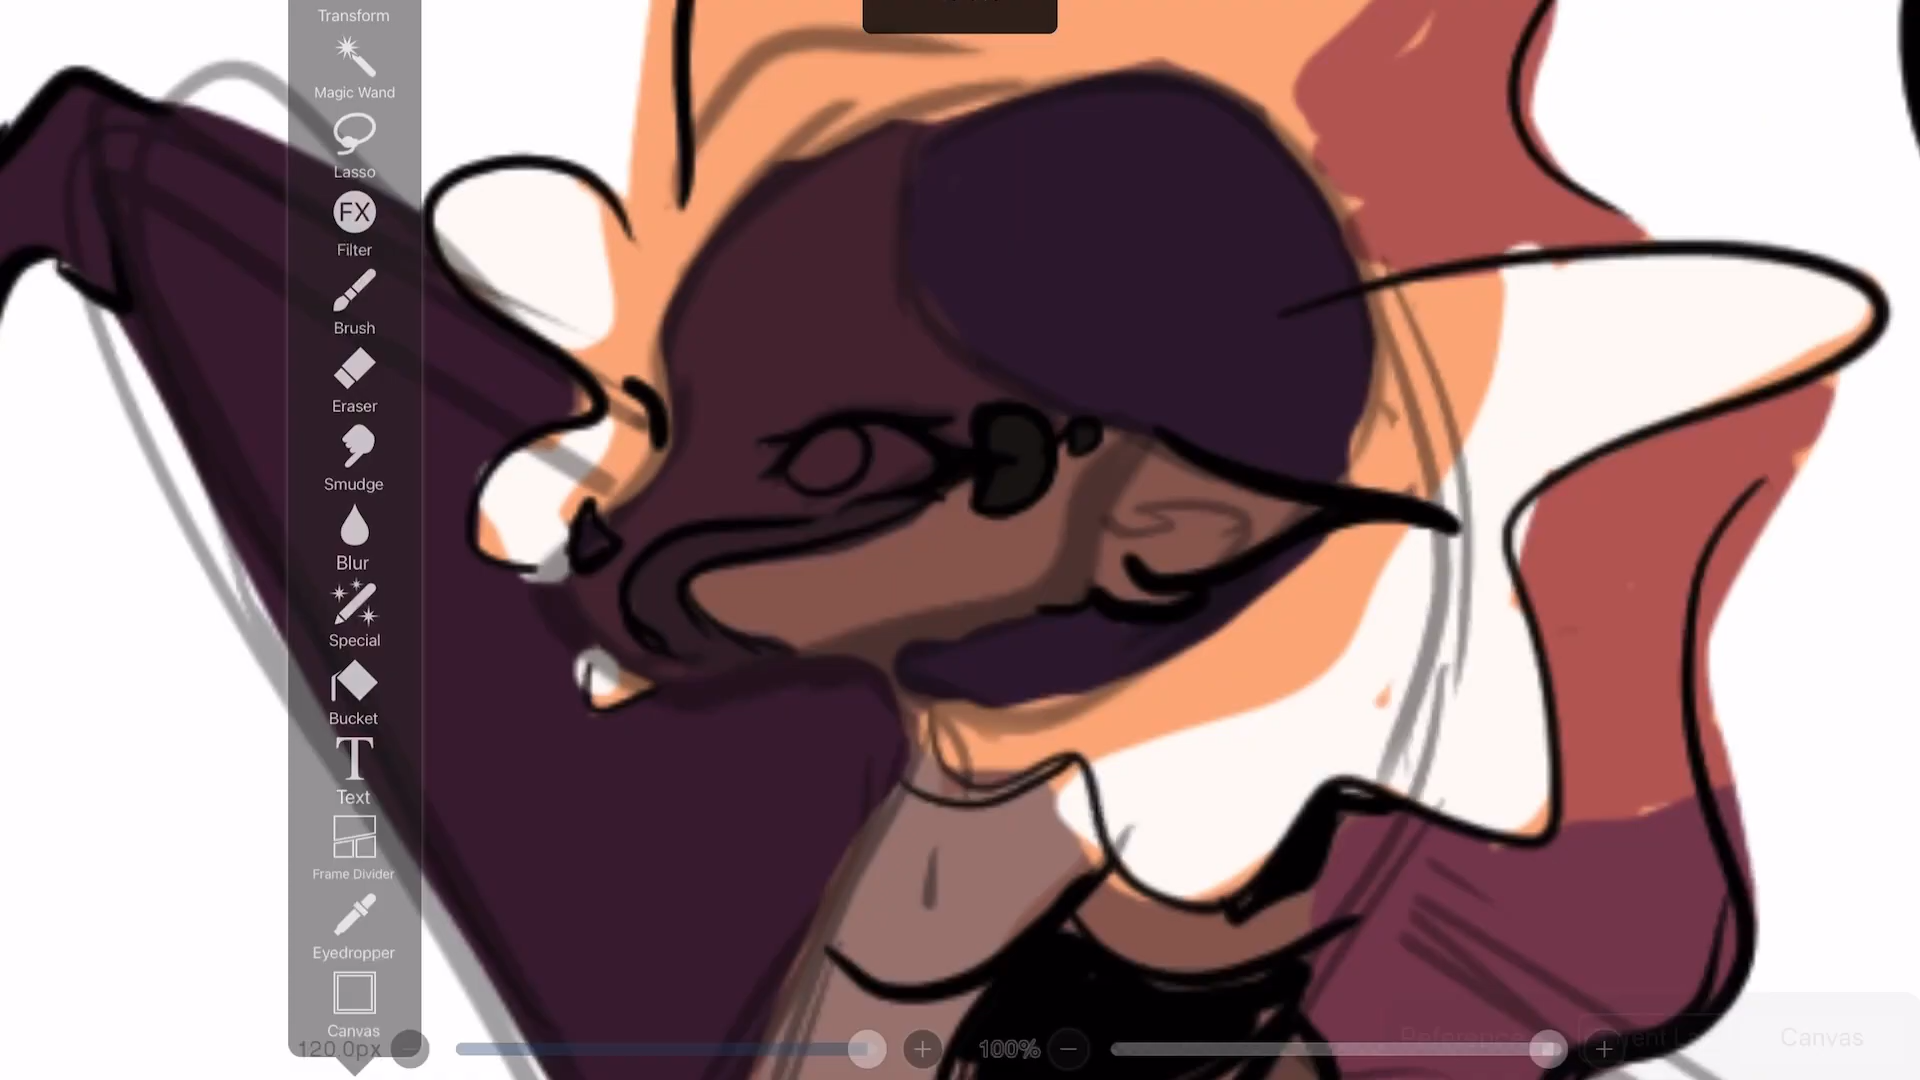 Transform
Magic Wand
Lasso
FX
Filter
Brush
Eraser
Smudge
Blur
Special
Bucket
T
Text
Frame Divider
Eyedropper
Canvas
120.0px
100%
Reference
Canvas